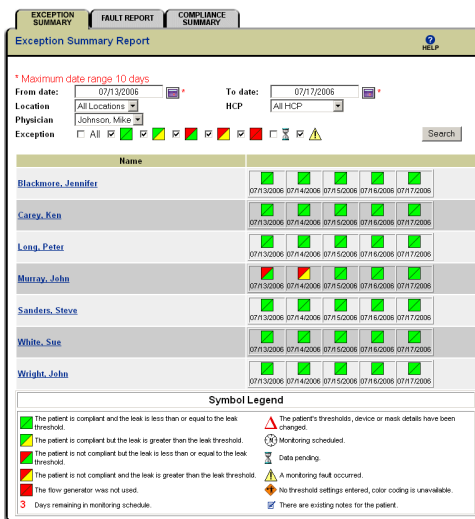 EXCEPTION SUMMARY
FAULT REPORT
COMPLIANCE SUMMARY
Exception Summary Report
HELP
* Maximum date range 10 days
From date: 07/13/2006 * To date: 07/17/2006 *
Location All Locations HCP All HCP
Physician Johnson, Mike
Exception All Search
Name
Blackmore, Jennifer
07/13/2006 07/14/2006 07/15/2006 07/16/2006 07/17/2006
Carey, Ken
07/13/2006 07/14/2006 07/15/2006 07/16/2006 07/17/2006
Long, Peter
07/13/2006 07/14/2006 07/15/2006 07/16/2006 07/17/2006
Murray, John
07/13/2006 07/14/2006 07/15/2006 07/16/2006 07/17/2006
Sanders, Steve
07/13/2006 07/14/2006 07/15/2006 07/16/2006 07/17/2006
White, Sue
07/13/2006 07/14/2006 07/15/2006 07/16/2006 07/17/2006
Wright, John
07/13/2006 07/14/2006 07/15/2006 07/16/2006 07/17/2006
Symbol Legend
The patient is compliant and the leak is less than or equal to the leak
threshold.
The patient is compliant but the leak is greater than the leak threshold.
The patient is not compliant but the leak is less than or equal to the leak
threshold.
The patient is not compliant and the leak is greater than the leak threshold.
The flow generator was not used.
3 Days remaining in monitoring schedule.
The patient's thresholds, device or mask details have been
changed.
Monitoring scheduled.
Data pending.
A monitoring fault occurred.
No threshold settings entered, color coding is unavailable.
There are existing notes for the patient.